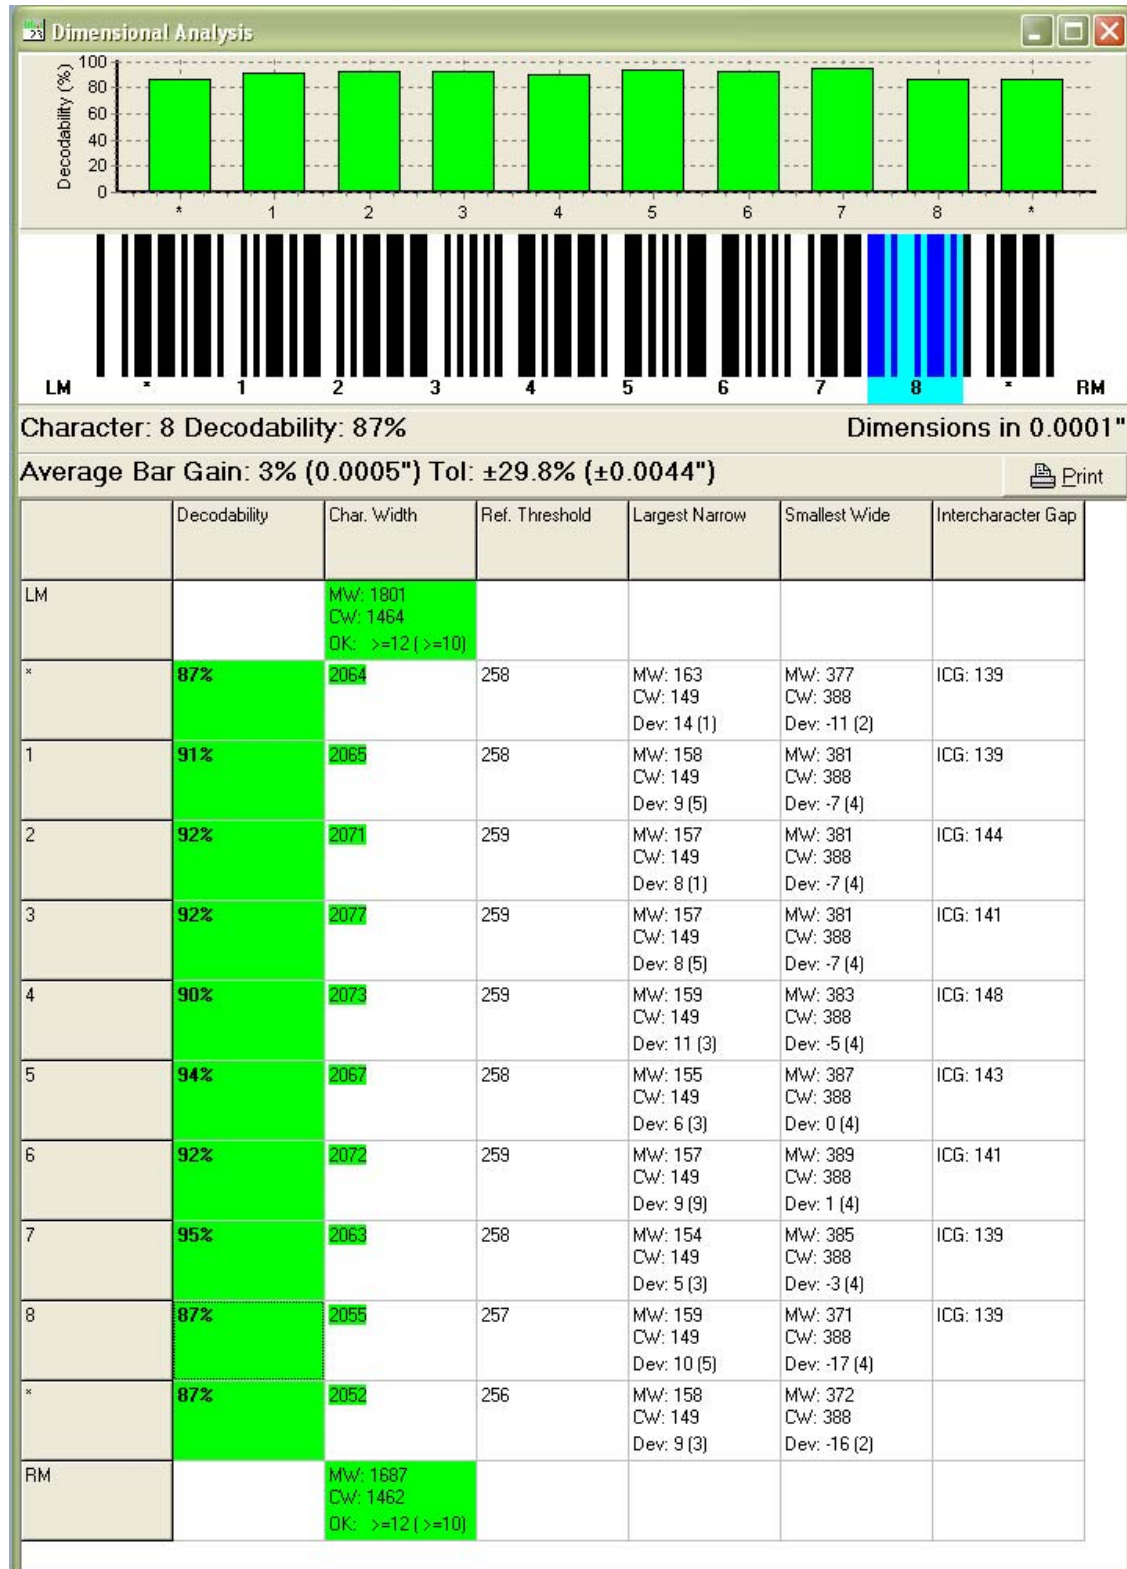 23 Dimensional Analysis
Decodability (%)
100
80
60
40
20
0
* 1 2 3 4 5 6 7 8 *
LM * 1 2 3 4 5 6 7 8 * RM
Character: 8 Decodability: 87% Dimensions in 0.0001"
Average Bar Gain: 3% (0.0005") Tol: ±29.8% (±0.0044") Print
Decodability Char. Width Ref. Threshold Largest Narrow Smallest Wide Intercharacter Gap
LM MW: 1801
CW: 1464
OK: >=12 ( >=10)
* 87% 2064 258 MW: 163 MW: 377 ICG: 139
CW: 149 CW: 388
Dev: 14 (1) Dev: -11 (2)
1 91% 2065 258 MW: 158 MW: 381 ICG: 139
CW: 149 CW: 388
Dev: 9 (5) Dev: -7 (4)
2 92% 2071 259 MW: 157 MW: 381 ICG: 144
CW: 149 CW: 388
Dev: 8 (1) Dev: -7 (4)
3 92% 2077 259 MW: 157 MW: 381 ICG: 141
CW: 149 CW: 388
Dev: 8 (5) Dev: -7 (4)
4 90% 2073 259 MW: 159 MW: 383 ICG: 148
CW: 149 CW: 388
Dev: 11 (3) Dev: -5 (4)
5 94% 2067 258 MW: 155 MW: 387 ICG: 143
CW: 149 CW: 388
Dev: 6 (3) Dev: 0 (4)
6 92% 2072 259 MW: 157 MW: 389 ICG: 141
CW: 149 CW: 388
Dev: 9 (9) Dev: 1 (4)
7 95% 2063 258 MW: 154 MW: 385 ICG: 139
CW: 149 CW: 388
Dev: 5 (3) Dev: -3 (4)
8 87% 2055 257 MW: 159 MW: 371 ICG: 139
CW: 149 CW: 388
Dev: 10 (5) Dev: -17 (4)
* 87% 2052 256 MW: 158 MW: 372
CW: 149 CW: 388
Dev: 9 (3) Dev: -16 (2)
RM MW: 1687
CW: 1462
OK: >=12 ( >=10)